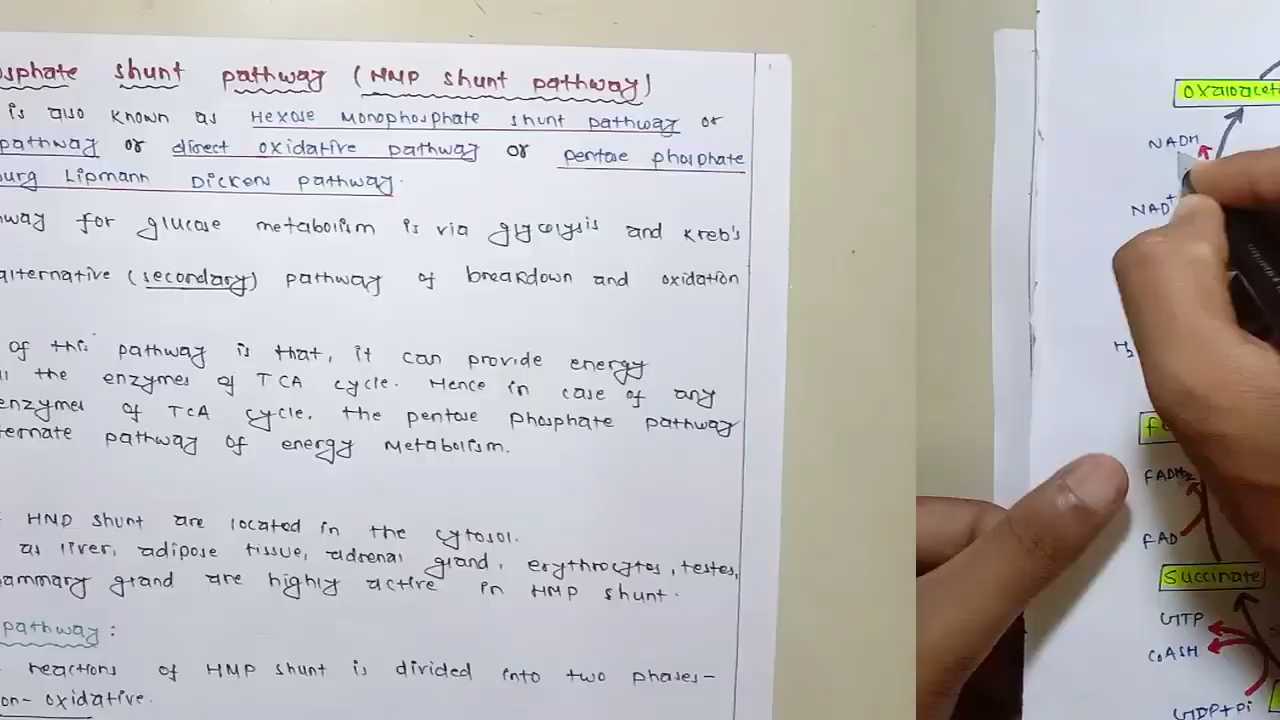 osphate shunt pathway (HMP shunt pathway)
is also known as Hexose Monophosphate shunt pathway or
pathway or direct oxidative pathway or pentose phosphate
burg Lipmann Dickens pathway.
way for glucose metabolism is via glycolysis and Kreb's
alternative (secondary) pathway of breakdown and oxidation
of this pathway is that, it can provide energy
the enzymes of TCA cycle. Hence in case of any
enzymes of TCA cycle, the pentose phosphate pathway
ternate pathway of energy metabolism.
HMP shunt are located in the cytosol.
as liver, adipose tissue, adrenal gland, erythrocytes, testes,
ammary gland are highly active in HMP shunt.
pathway:
reactions of HMP shunt is divided into two phases-
on-oxidative.
oxaloaceti
NADH
NAD+
H2
FADH2
FAD
Succinate
GTP
CoASH
GDP+Pi